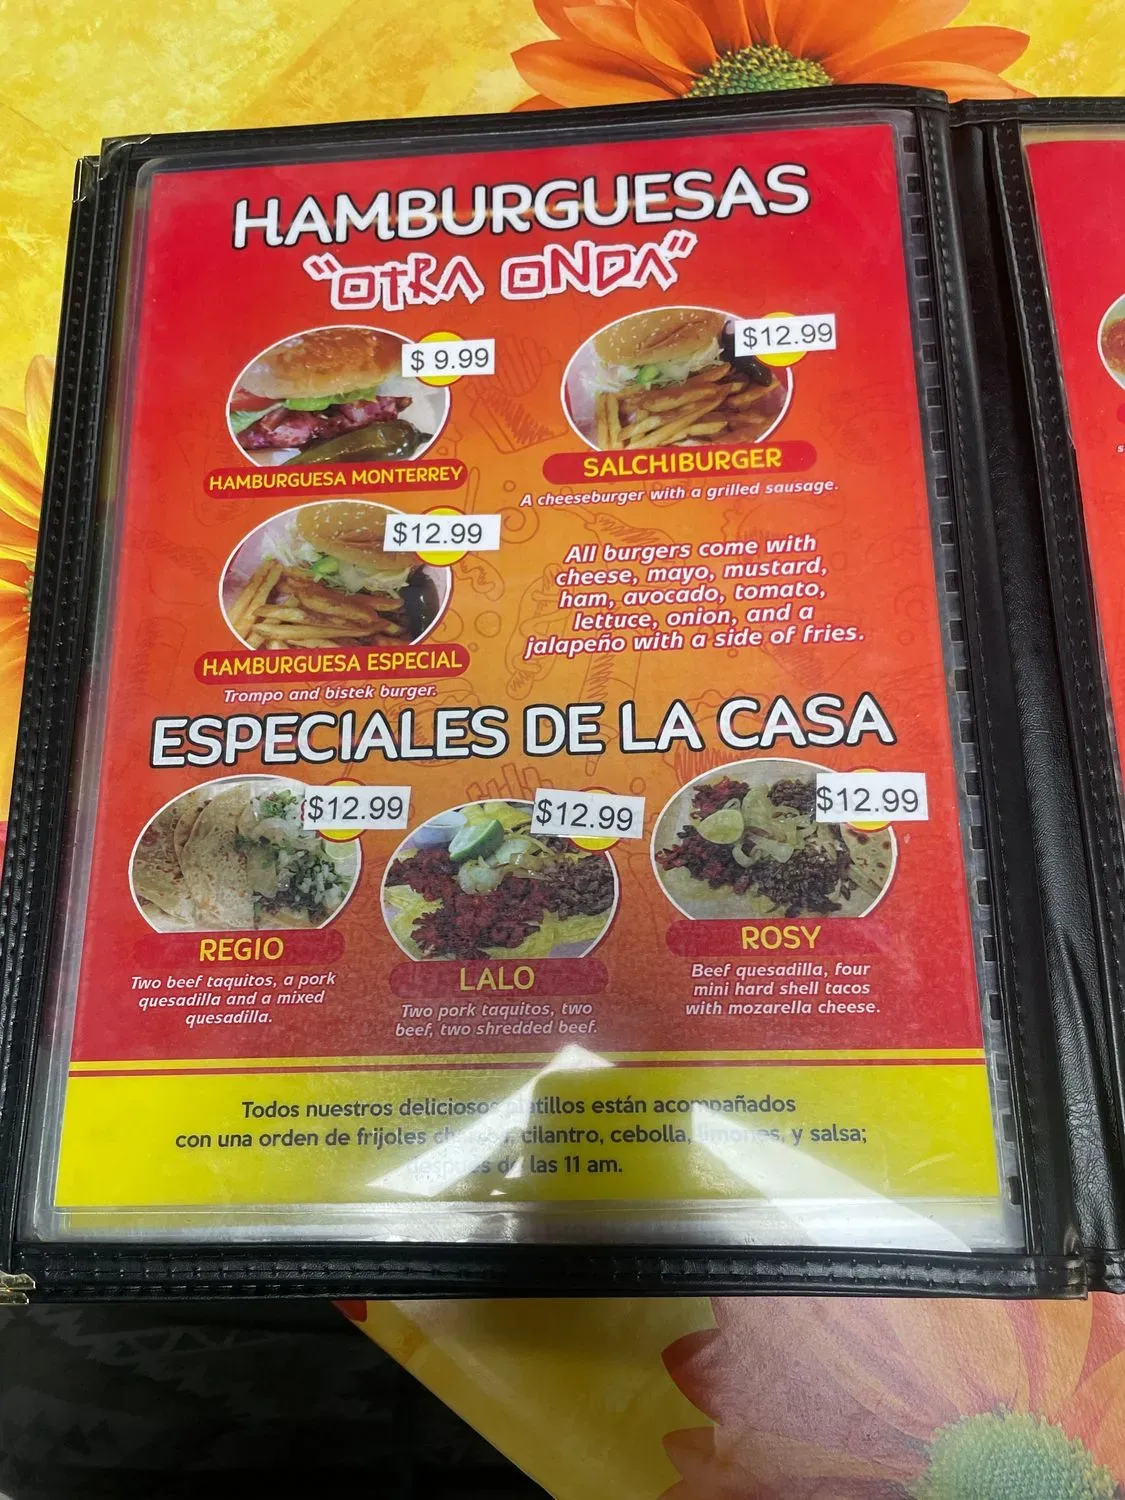 HAMBURGUESAS
"OTRA ONDA"
$ 9.99
HAMBURGUESA MONTERREY
$12.99
SALCHIBURGER
A cheeseburger with a grilled sausage.
$12.99
HAMBURGUESA ESPECIAL
Trompo and bistek burger.
All burgers come with
cheese, mayo, mustard,
ham, avocado, tomato,
lettuce, onion, and a
jalapeño with a side of fries.
ESPECIALES DE LA CASA
$12.99
REGIO
Two beef taquitos, a pork
quesadilla and a mixed
quesadilla.
$12.99
LALO
Two pork taquitos, two
beef, two shredded beef.
$12.99
ROSY
Beef quesadilla, four
mini hard shell tacos
with mozarella cheese.
Todos nuestros deliciosos platillos están acompañados
con una orden de frijoles cilantro, cebolla, limones, y salsa;
después de las 11 am.